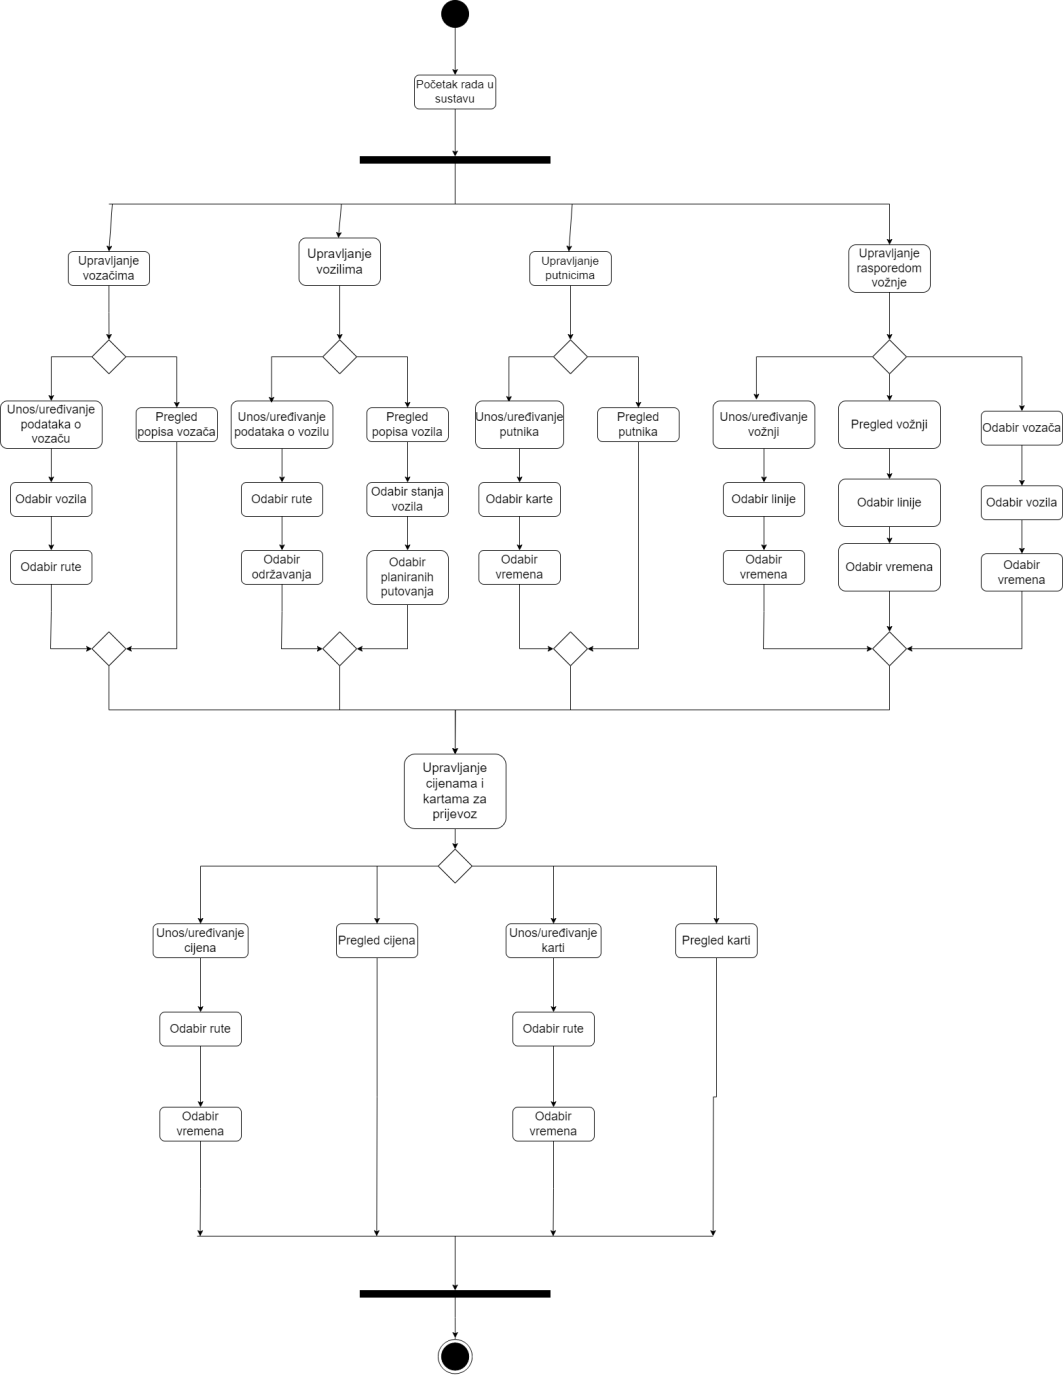 Početak rada u
sustavu
Upravljanje
vozačima
Upravljanje
vozilima
Upravljanje
putnicima
Upravljanje
rasporedom
vožnje
Unos/uređivanje
podataka o
vozaču
Pregled
popisa vozača
Unos/uređivanje
podataka o vozilu
Pregled
popisa vozila
Unos/uređivanje
putnika
Pregled
putnika
Unos/uređivanje
vožnji
Pregled vožnji
Odabir vozača
Odabir vozila
Odabir rute
Odabir stanja
vozila
Odabir karte
Odabir linije
Odabir linije
Odabir vozila
Odabir rute
Odabir
održavanja
Odabir
planiranih
putovanja
Odabir
vremena
Odabir
vremena
Odabir vremena
Odabir
vremena
Upravljanje
cijenama i
kartama za
prijevoz
Unos/uređivanje
cijena
Pregled cijena
Unos/uređivanje
karti
Pregled karti
Odabir rute
Odabir rute
Odabir
vremena
Odabir
vremena